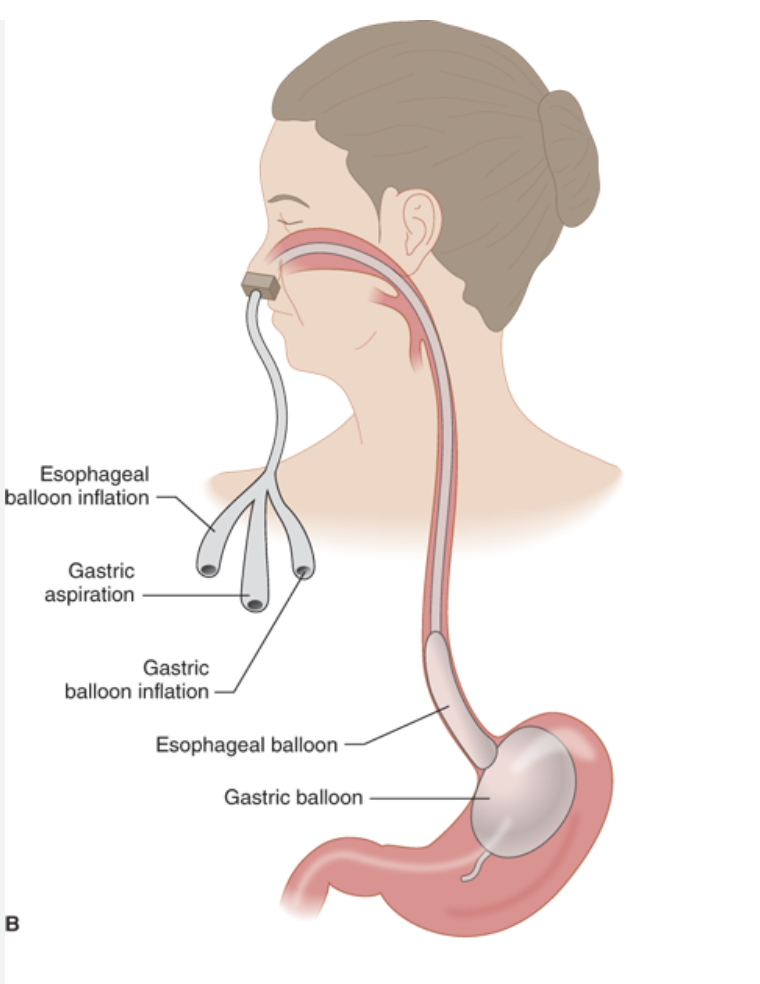 Esophageal
balloon inflation
Gastric
aspiration
Gastric
balloon inflation
Esophageal balloon
Gastric balloon
B